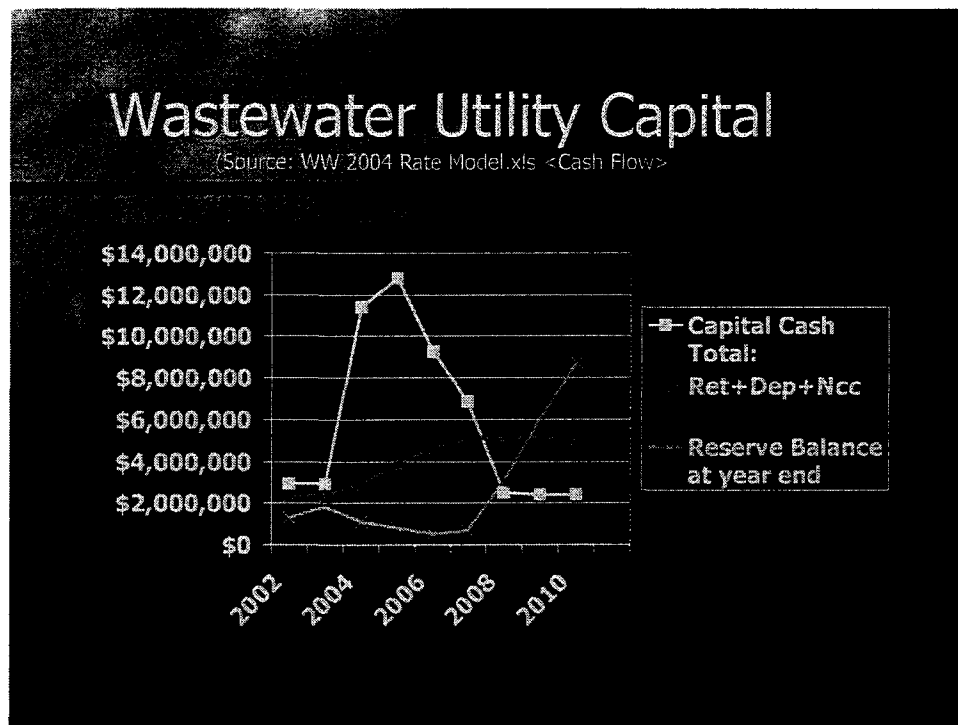 Wastewater Utility Capital
(Source: WW 2004 Rate Model.xls <Cash Flow>
$14,000,000
$12,000,000
$10,000,000
$8,000,000
$6,000,000
$4,000,000
$2,000,000
$0
2002
2004
2006
2008
2010
Capital Cash
Total:
Ret+Dep+Ncc
Reserve Balance
at year end